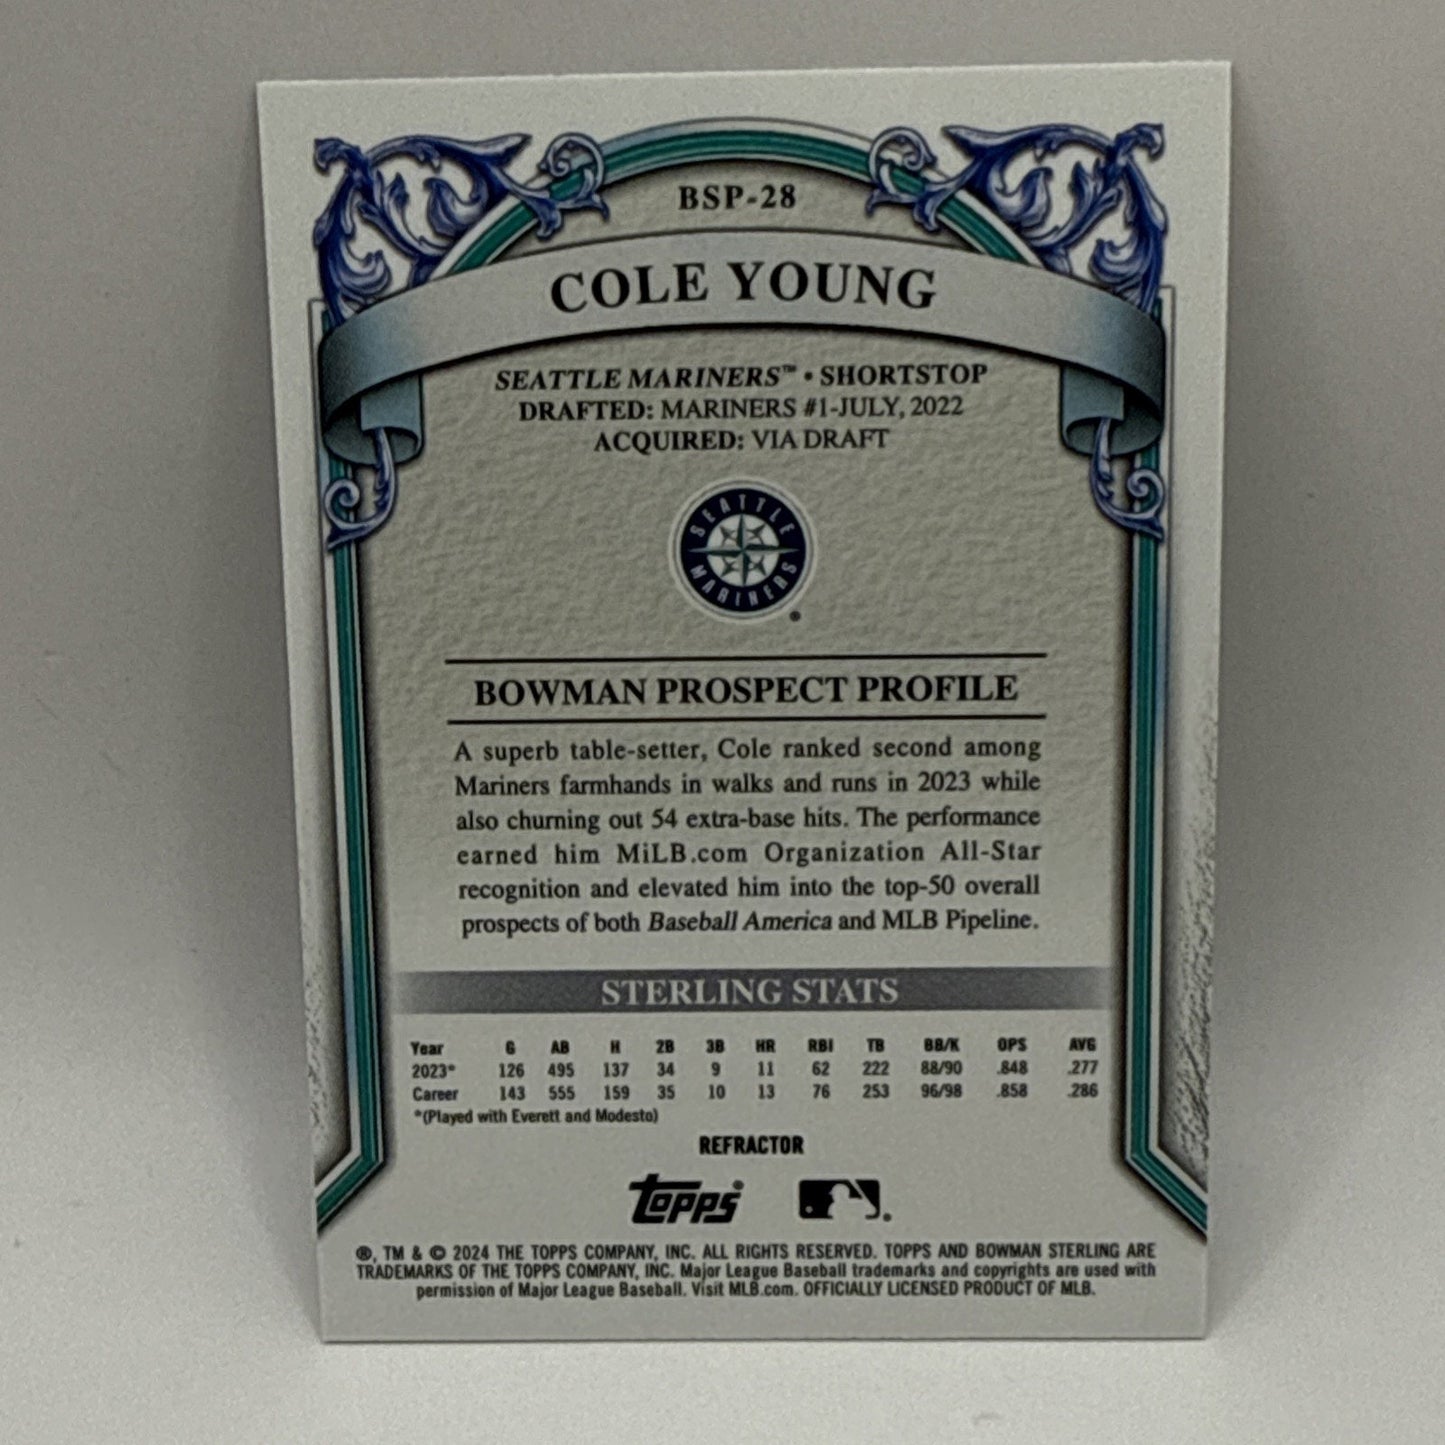 BSP-28
COLE YOUNG
SEATTLE MARINERS™ • SHORTSTOP
DRAFTED: MARINERS #1-JULY, 2022
ACQUIRED: VIA DRAFT
SEATTLE
MARINERS
®
BOWMAN PROSPECT PROFILE
A superb table-setter, Cole ranked second among
Mariners farmhands in walks and runs in 2023 while
also churning out 54 extra-base hits. The performance
earned him MiLB.com Organization All-Star
recognition and elevated him into the top-50 overall
prospects of both Baseball America and MLB Pipeline.
STERLING STATS
Year G AB H 2B 3B HR RBI TB BB/K OPS AVG
2023* 126 495 137 34 9 11 62 222 88/90 .848 .277
Career 143 555 159 35 10 13 76 253 96/98 .858 .286
*(Played with Everett and Modesto)
REFRACTOR
Topps® ®
®, TM & © 2024 THE TOPPS COMPANY, INC. ALL RIGHTS RESERVED. TOPPS AND BOWMAN STERLING ARE
TRADEMARKS OF THE TOPPS COMPANY, INC. Major League Baseball trademarks and copyrights are used with
permission of Major League Baseball. Visit MLB.com. OFFICIALLY LICENSED PRODUCT OF MLB.